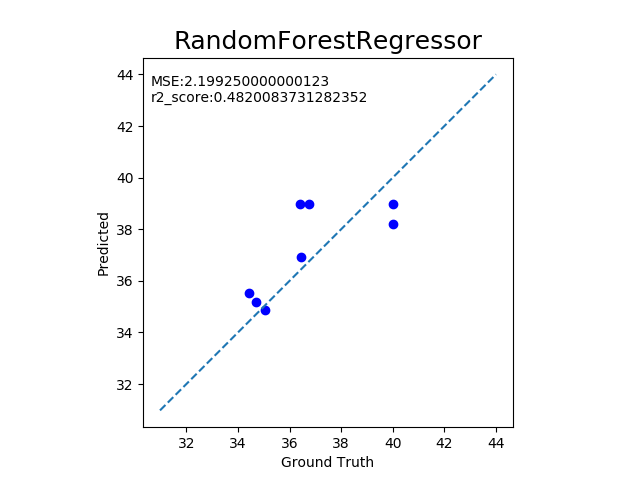 RandomForestRegressor
MSE:2.199250000000123
r2_score:0.4820083731282352
44
42
40
38
36
34
32
Predicted
32 34 36 38 40 42 44
Ground Truth